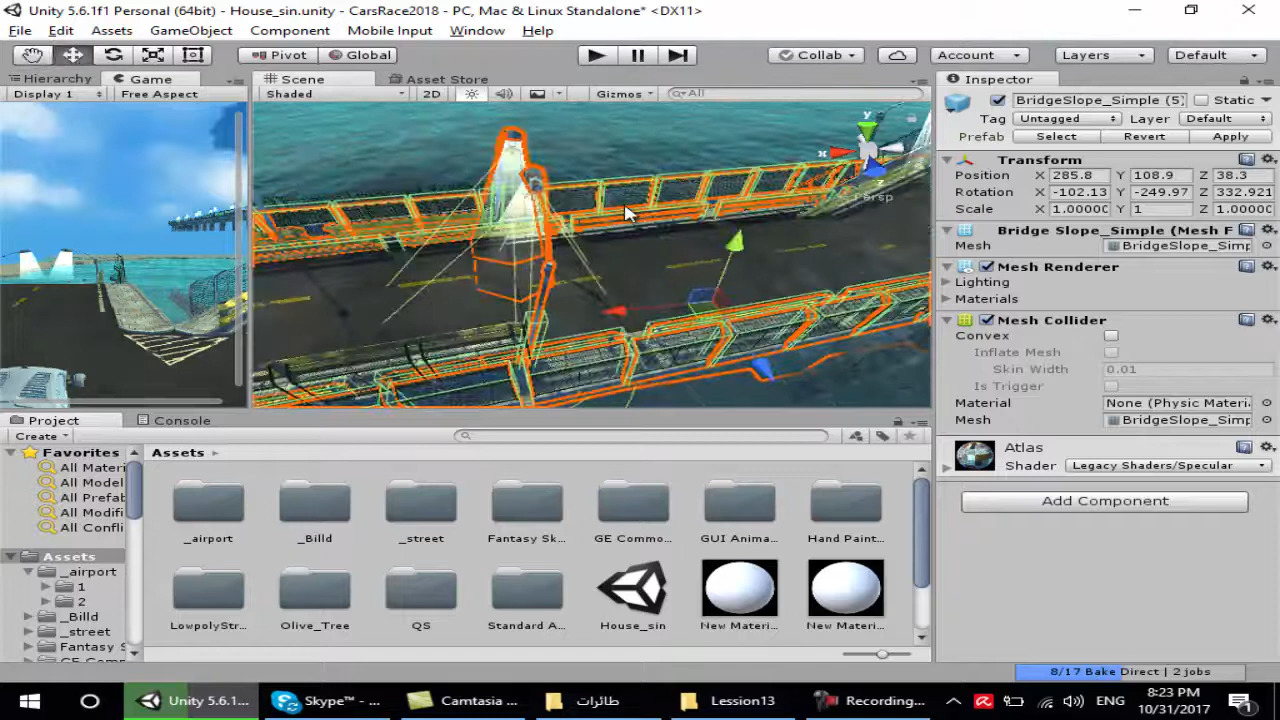 Unity 5.6.1f1 Personal (64bit) - House_sin.unity - CarsRace2018 - PC, Mac & Linux Standalone* <DX11>
File Edit Assets GameObject Component Mobile Input Window Help
Pivot Global Collab Account Layers Default
Hierarchy Game Scene Asset Store Inspector
Display 1 Free Aspect Shaded 2D Gizmos All
BridgeSlope_Simple (5) Static
Tag Untagged Layer Default
Prefab Select Revert Apply
Transform
Position X 285.8 Y 108.9 Z 38.3
Rotation X -102.13 Y -249.97 Z 332.921
Scale X 1.0000C Y 1 Z 1.0000C
Bridge Slope_Simple (Mesh F
Mesh BridgeSlope_Simp
Mesh Renderer
Lighting
Materials
Mesh Collider
Convex
Inflate Mesh
Skin Width 0.01
Is Trigger
Material None (Physic Materi
Mesh BridgeSlope_Simp
Atlas
Shader Legacy Shaders/Specular
Add Component
y
x
z
Persp
M
Project Console
Create
Favorites
All Materi
All Model
All Prefab
All Modifi
All Confli
Assets
_airport
1
2
_Billd
_street
Fantasy S
Assets
_airport _Billd _street Fantasy Sk... GE Commo... GUI Anima... Hand Paint...
LowpolyStr... Olive_Tree QS Standard A... House_sin New Materi... New Materi...
8/17 Bake Direct | 2 jobs
Unity 5.6.1... Skype™ - ... Camtasia ... طائرات Lession13 Recording... ENG
8:23 PM
10/31/2017
1